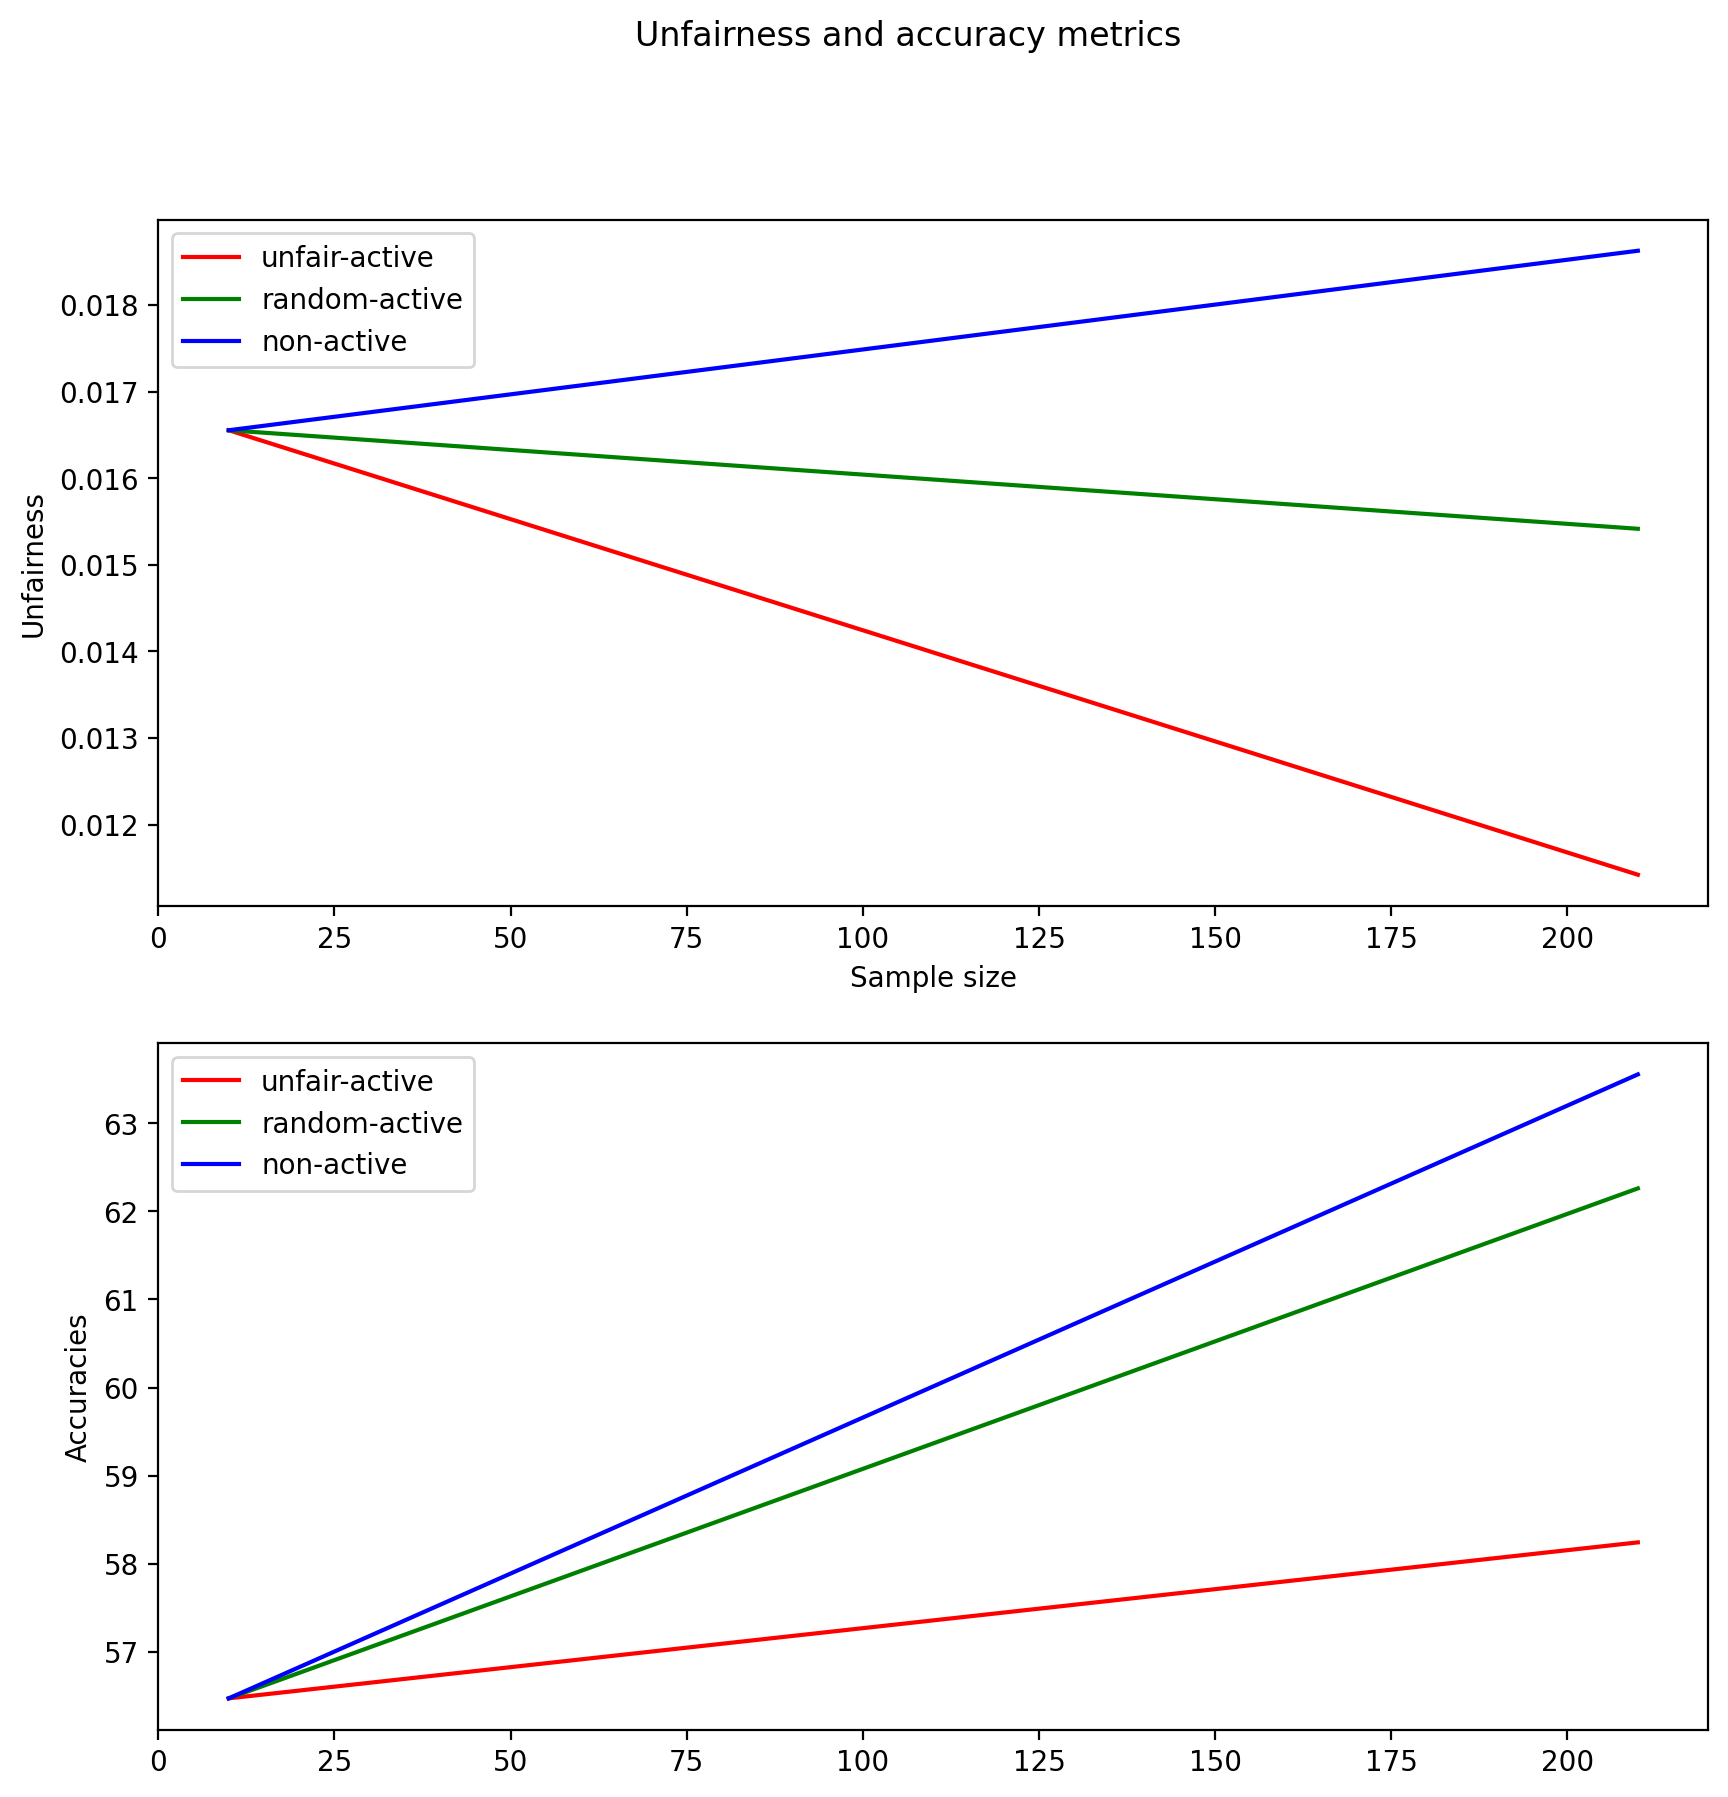 Unfairness and accuracy metrics
unfair-active
random-active
non-active
0.018
0.017
0.016
0.015
0.014
0.013
0.012
Unfairness
0 25 50 75 100 125 150 175 200
Sample size
unfair-active
random-active
non-active
63
62
61
60
59
58
57
Accuracies
0 25 50 75 100 125 150 175 200